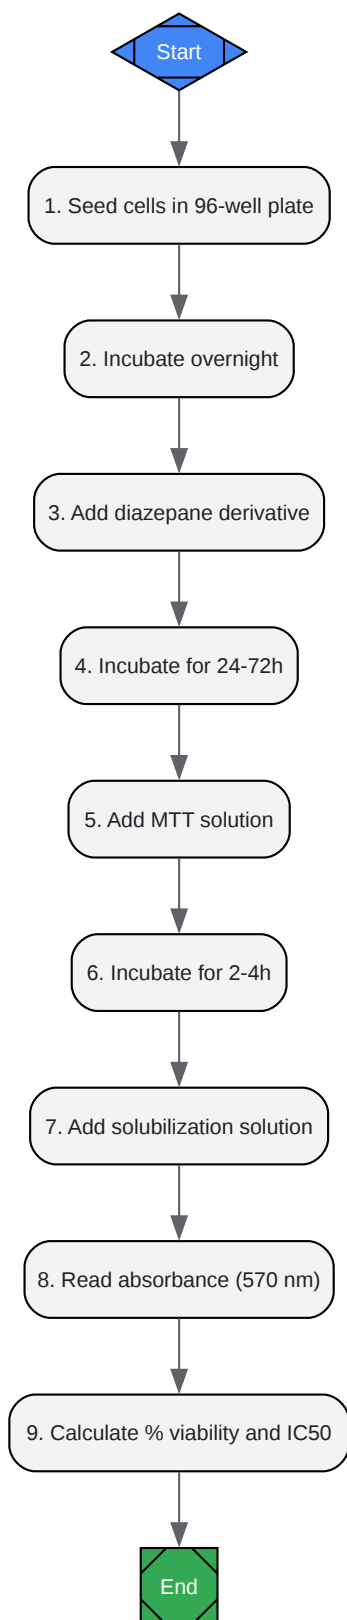 Start
1. Seed cells in 96-well plate
2. Incubate overnight
3. Add diazepane derivative
4. Incubate for 24-72h
5. Add MTT solution
6. Incubate for 2-4h
7. Add solubilization solution
8. Read absorbance (570 nm)
9. Calculate % viability and IC50
End